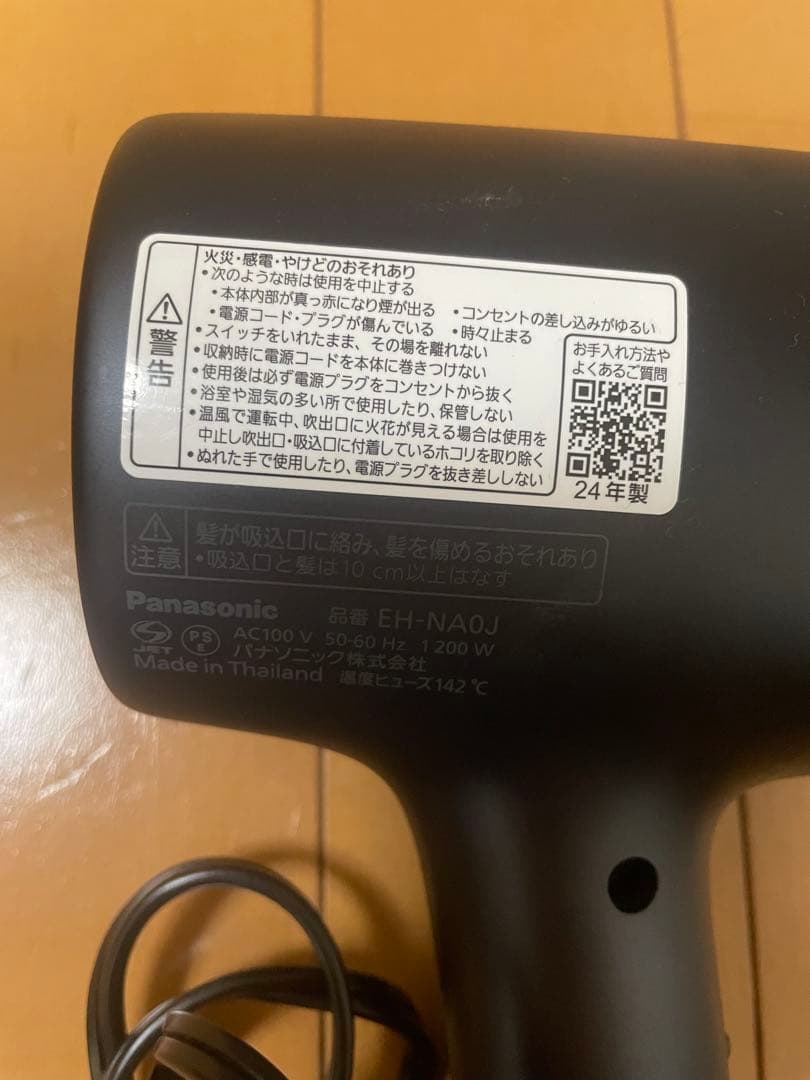 警告
火災・感電・やけどのおそれあり
・次のような時は使用を中止する
・本体内部が真っ赤になり煙が出る ・コンセントの差し込みがゆるい
・電源コード・プラグが傷んでいる ・時々止まる
・スイッチをいれたまま、その場を離れない
・収納時に電源コードを本体に巻きつけない
・使用後は必ず電源プラグをコンセントから抜く
・浴室や湿気の多い所で使用したり、保管しない
・温風で運転中、吹出口に火花が見える場合は使用を
中止し吹出口・吸込口に付着しているホコリを取り除く
・ぬれた手で使用したり、電源プラグを抜き差ししない
お手入れ方法や
よくあるご質問
24年製
注意
髪が吸込口に絡み、髪を傷めるおそれあり
・吸込口と髪は10 cm以上はなす
Panasonic 品番 EH-NA0J
JET PSE AC100 V 50-60 Hz 1 200 W
パナソニック株式会社
Made in Thailand 温度ヒューズ142 ℃